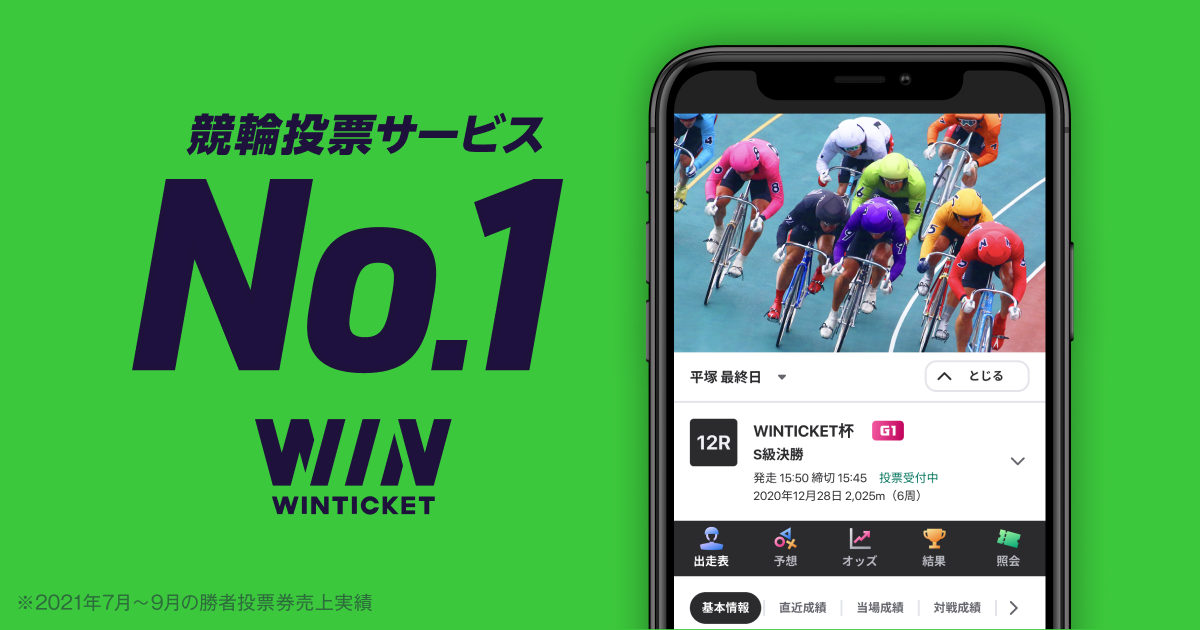 競輪投票サービス
No.1
WIN
WINTICKET
※2021年7月～9月の勝者投票券売上実績
平塚 最終日
とじる
12R
WINTICKET杯 G1
S級決勝
発走 15:50 締切 15:45 投票受付中
2020年12月28日 2,025m（6周）
出走表 予想 オッズ 結果 照会
基本情報 直近成績 当場成績 対戦成績